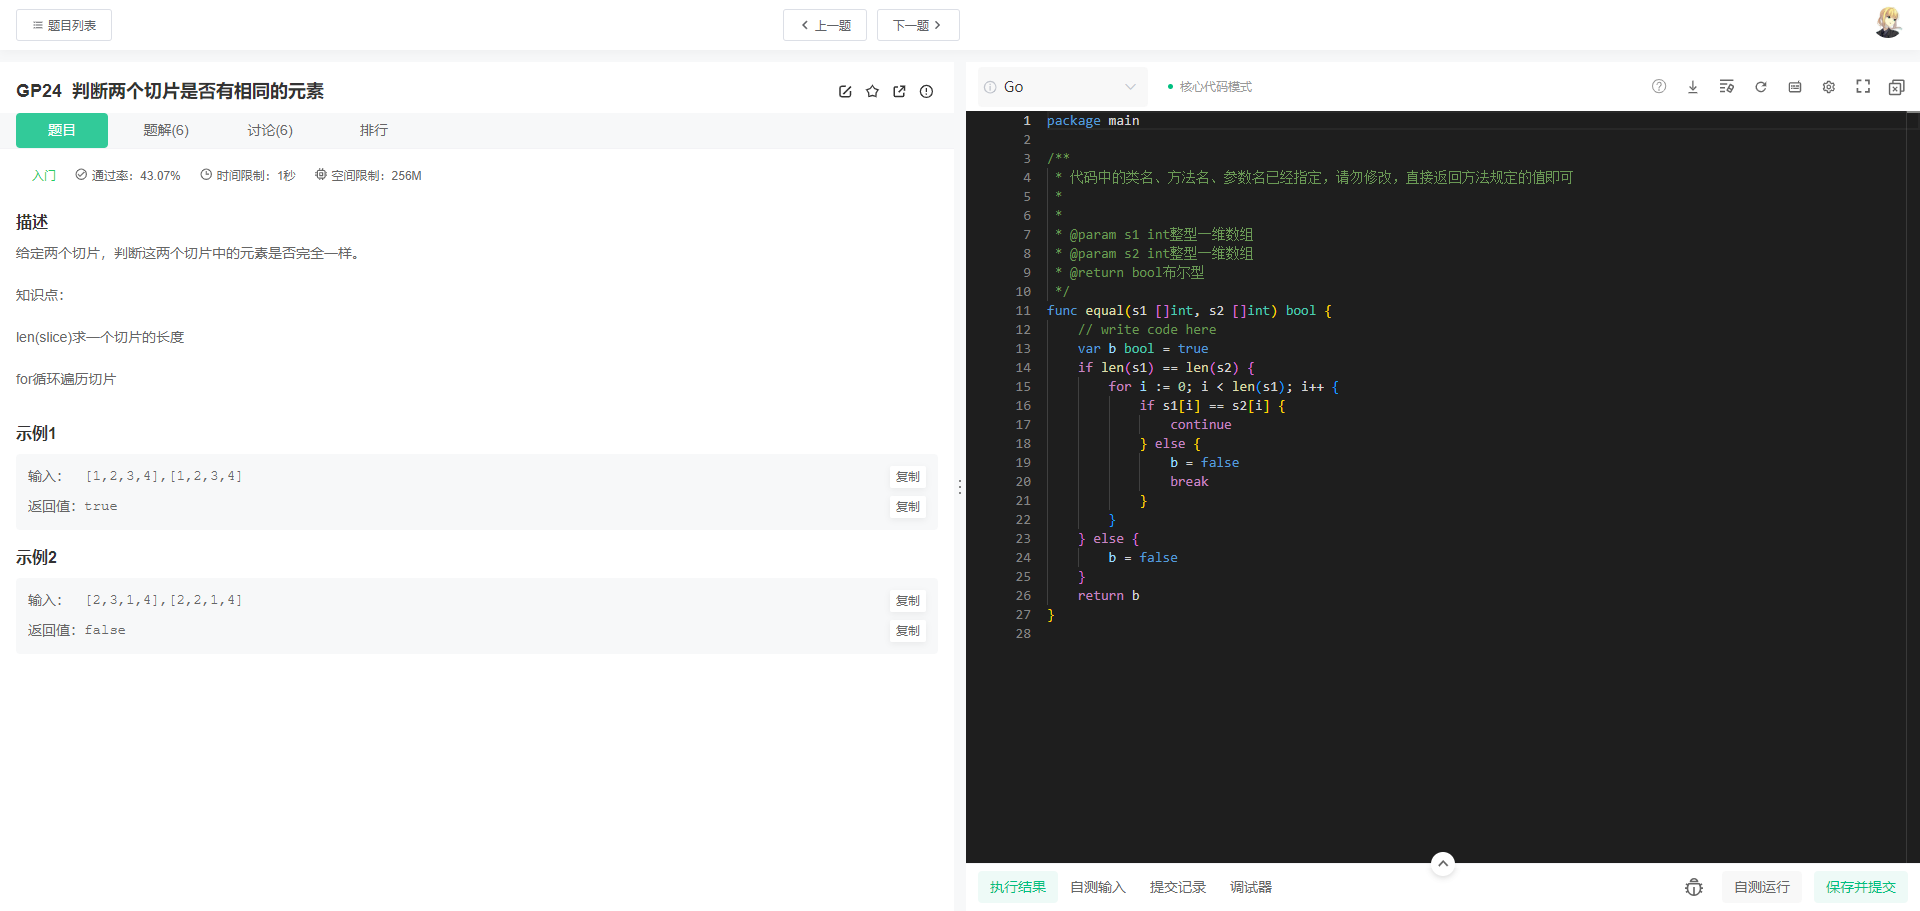 题目列表
上一题
下一题
GP24 判断两个切片是否有相同的元素
题目
题解(6)
讨论(6)
排行
入门 通过率：43.07% 时间限制：1秒 空间限制：256M
描述
给定两个切片，判断这两个切片中的元素是否完全一样。
知识点：
len(slice)求一个切片的长度
for循环遍历切片
示例1
输入： [1,2,3,4],[1,2,3,4]
复制
返回值：true
复制
示例2
输入： [2,3,1,4],[2,2,1,4]
复制
返回值：false
复制
Go
核心代码模式
1 package main
2
3 /**
4  * 代码中的类名、方法名、参数名已经指定，请勿修改，直接返回方法规定的值即可
5  *
6  *
7  * @param s1 int整型一维数组
8  * @param s2 int整型一维数组
9  * @return bool布尔型
10  */
11 func equal(s1 []int, s2 []int) bool {
12     // write code here
13     var b bool = true
14     if len(s1) == len(s2) {
15         for i := 0; i < len(s1); i++ {
16             if s1[i] == s2[i] {
17                 continue
18             } else {
19                 b = false
20                 break
21             }
22         }
23     } else {
24         b = false
25     }
26     return b
27 }
28
执行结果
自测输入
提交记录
调试器
自测运行
保存并提交